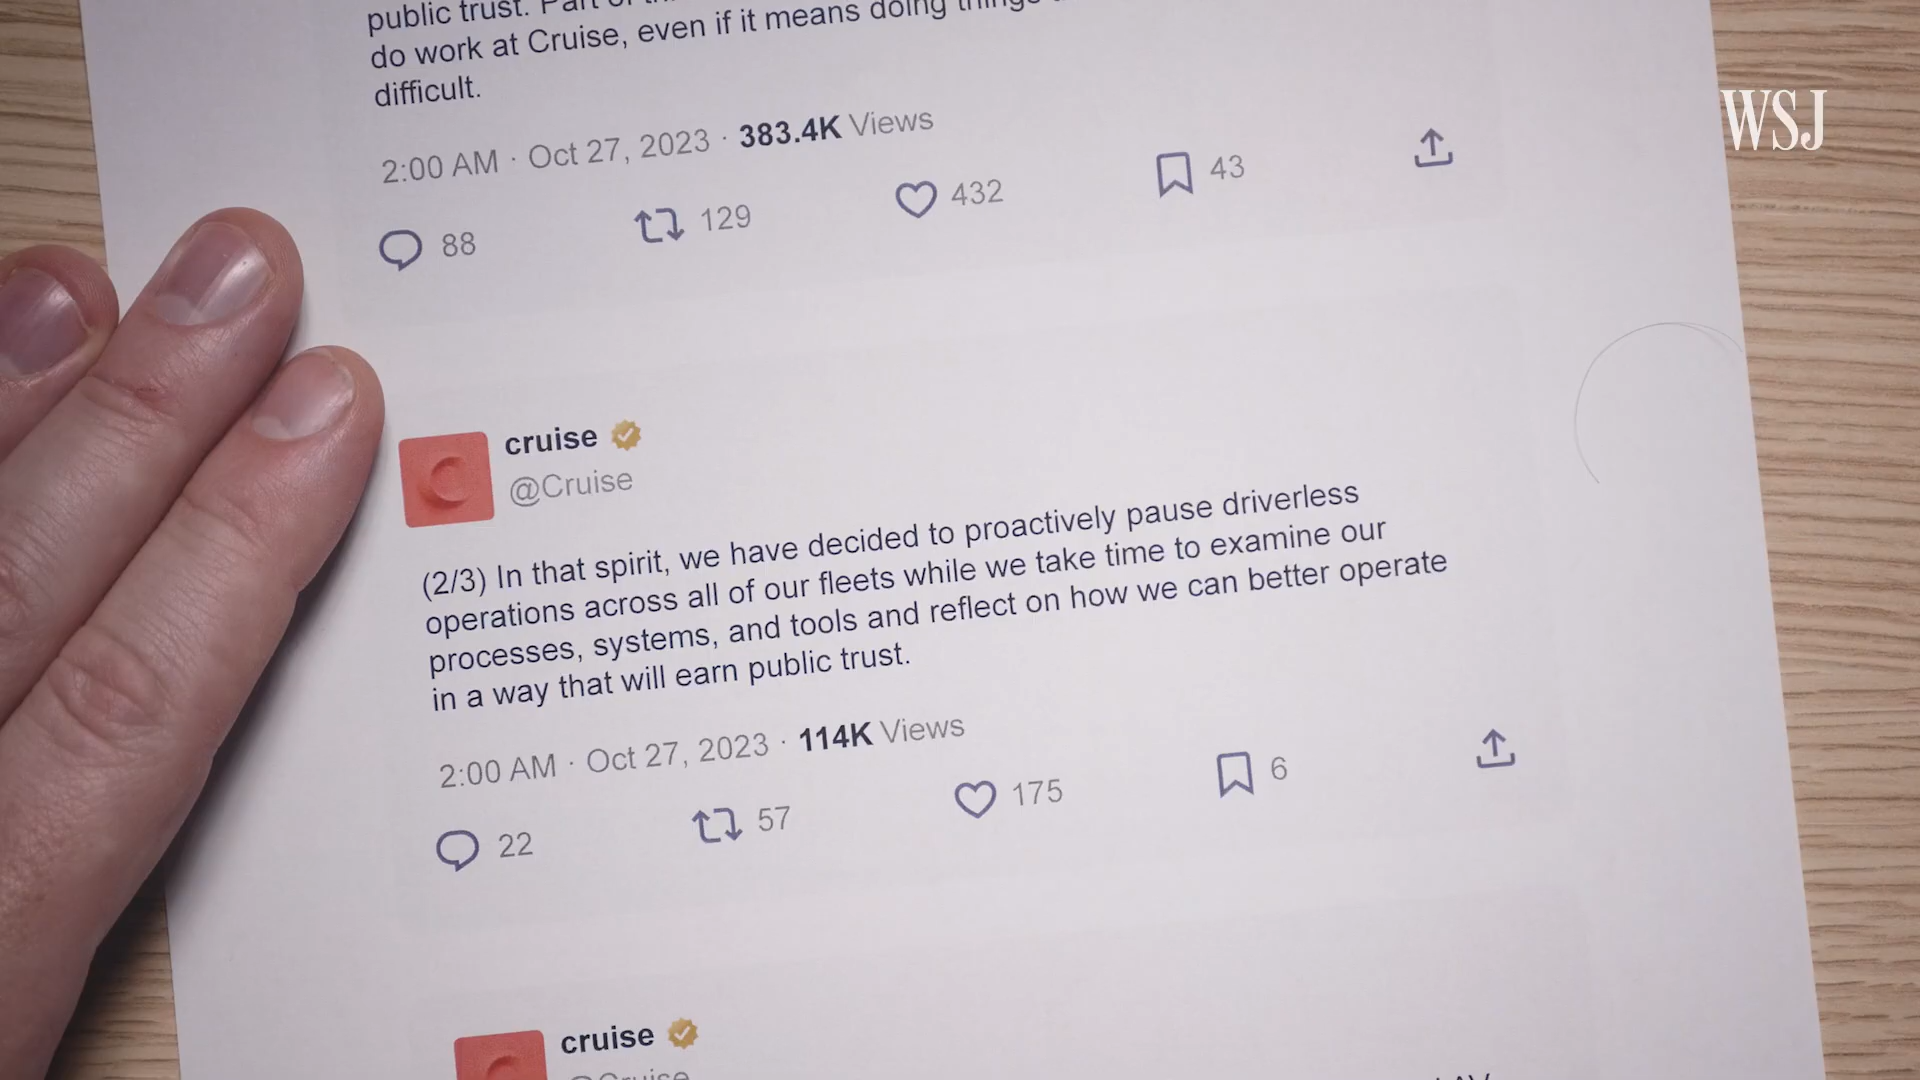 public trust. Part of
do work at Cruise, even if it means doing things
difficult.
2:00 AM · Oct 27, 2023 · 383.4K Views
88 129 432 43
WSJ
cruise
@Cruise
(2/3) In that spirit, we have decided to proactively pause driverless
operations across all of our fleets while we take time to examine our
processes, systems, and tools and reflect on how we can better operate
in a way that will earn public trust.
2:00 AM · Oct 27, 2023 · 114K Views
22 57 175 6
cruise
@Cruise